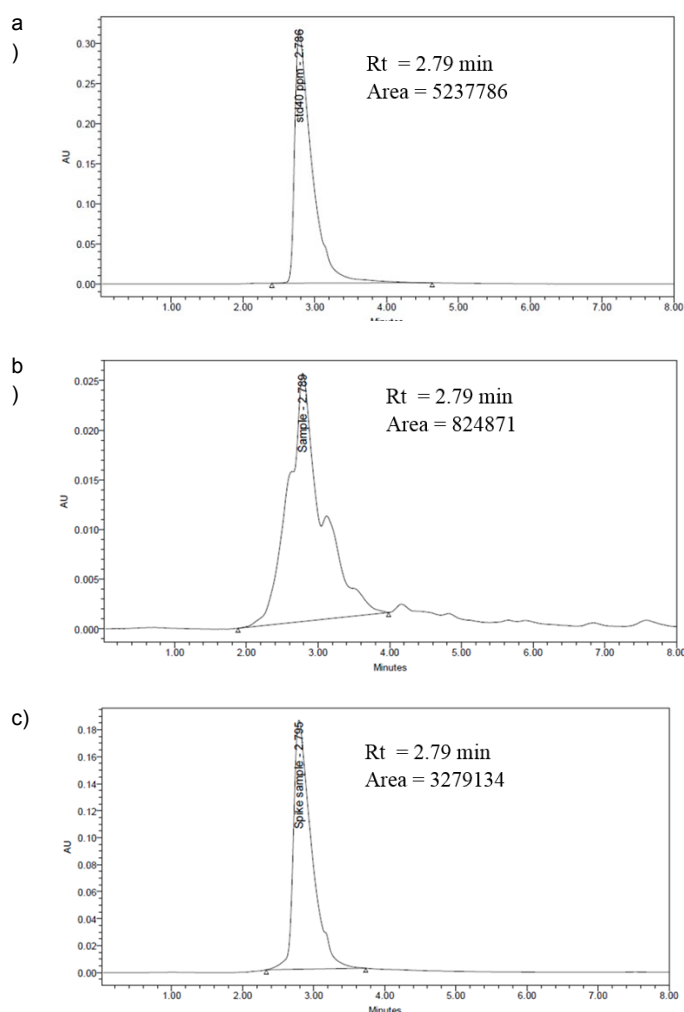 a
)
AU
0.30
0.25
0.20
0.15
0.10
0.05
0.00
std40 ppm - 2.786
Rt = 2.79 min
Area = 5237786
1.00 2.00 3.00 4.00 5.00 6.00 7.00 8.00
Minutes
b
)
AU
0.025
0.020
0.015
0.010
0.005
0.000
Sample - 2.789
Rt = 2.79 min
Area = 824871
1.00 2.00 3.00 4.00 5.00 6.00 7.00 8.00
Minutes
c)
AU
0.18
0.16
0.14
0.12
0.10
0.08
0.06
0.04
0.02
0.00
Spike sample - 2.795
Rt = 2.79 min
Area = 3279134
1.00 2.00 3.00 4.00 5.00 6.00 7.00 8.00
Minutes